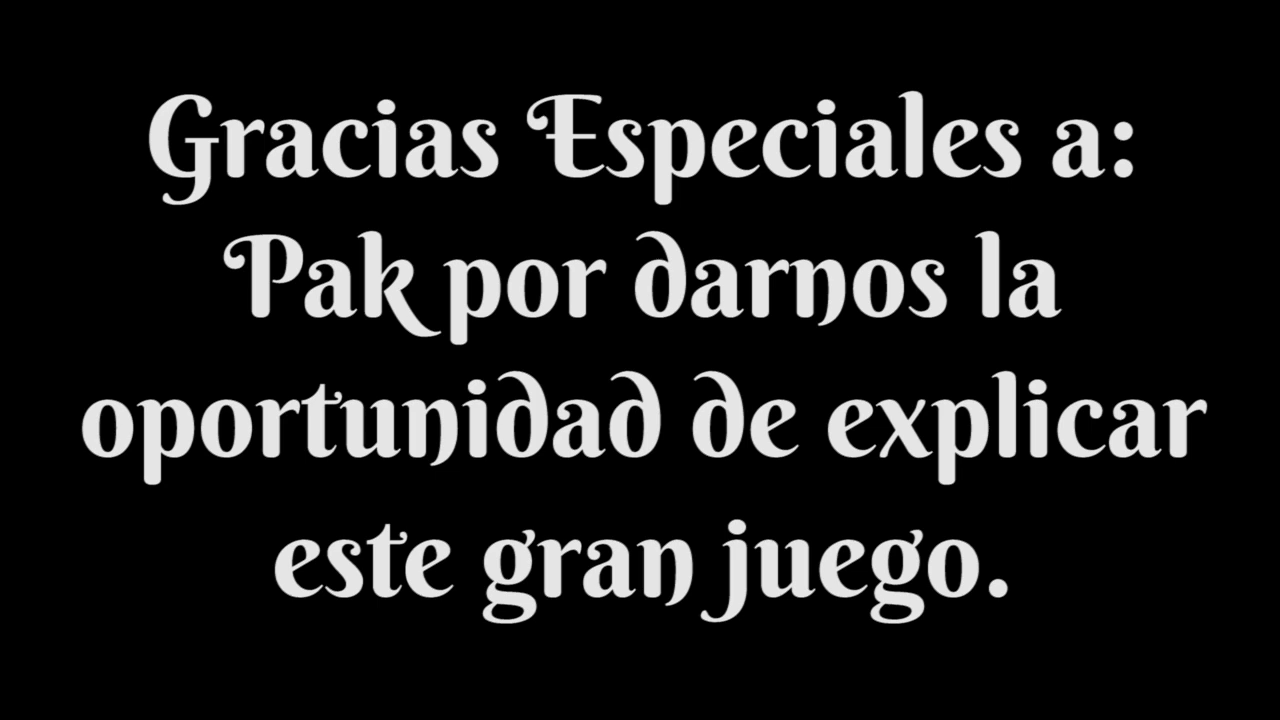 Gracias Especiales a:
Pak por darnos la
oportunidad de explicar
este gran juego.